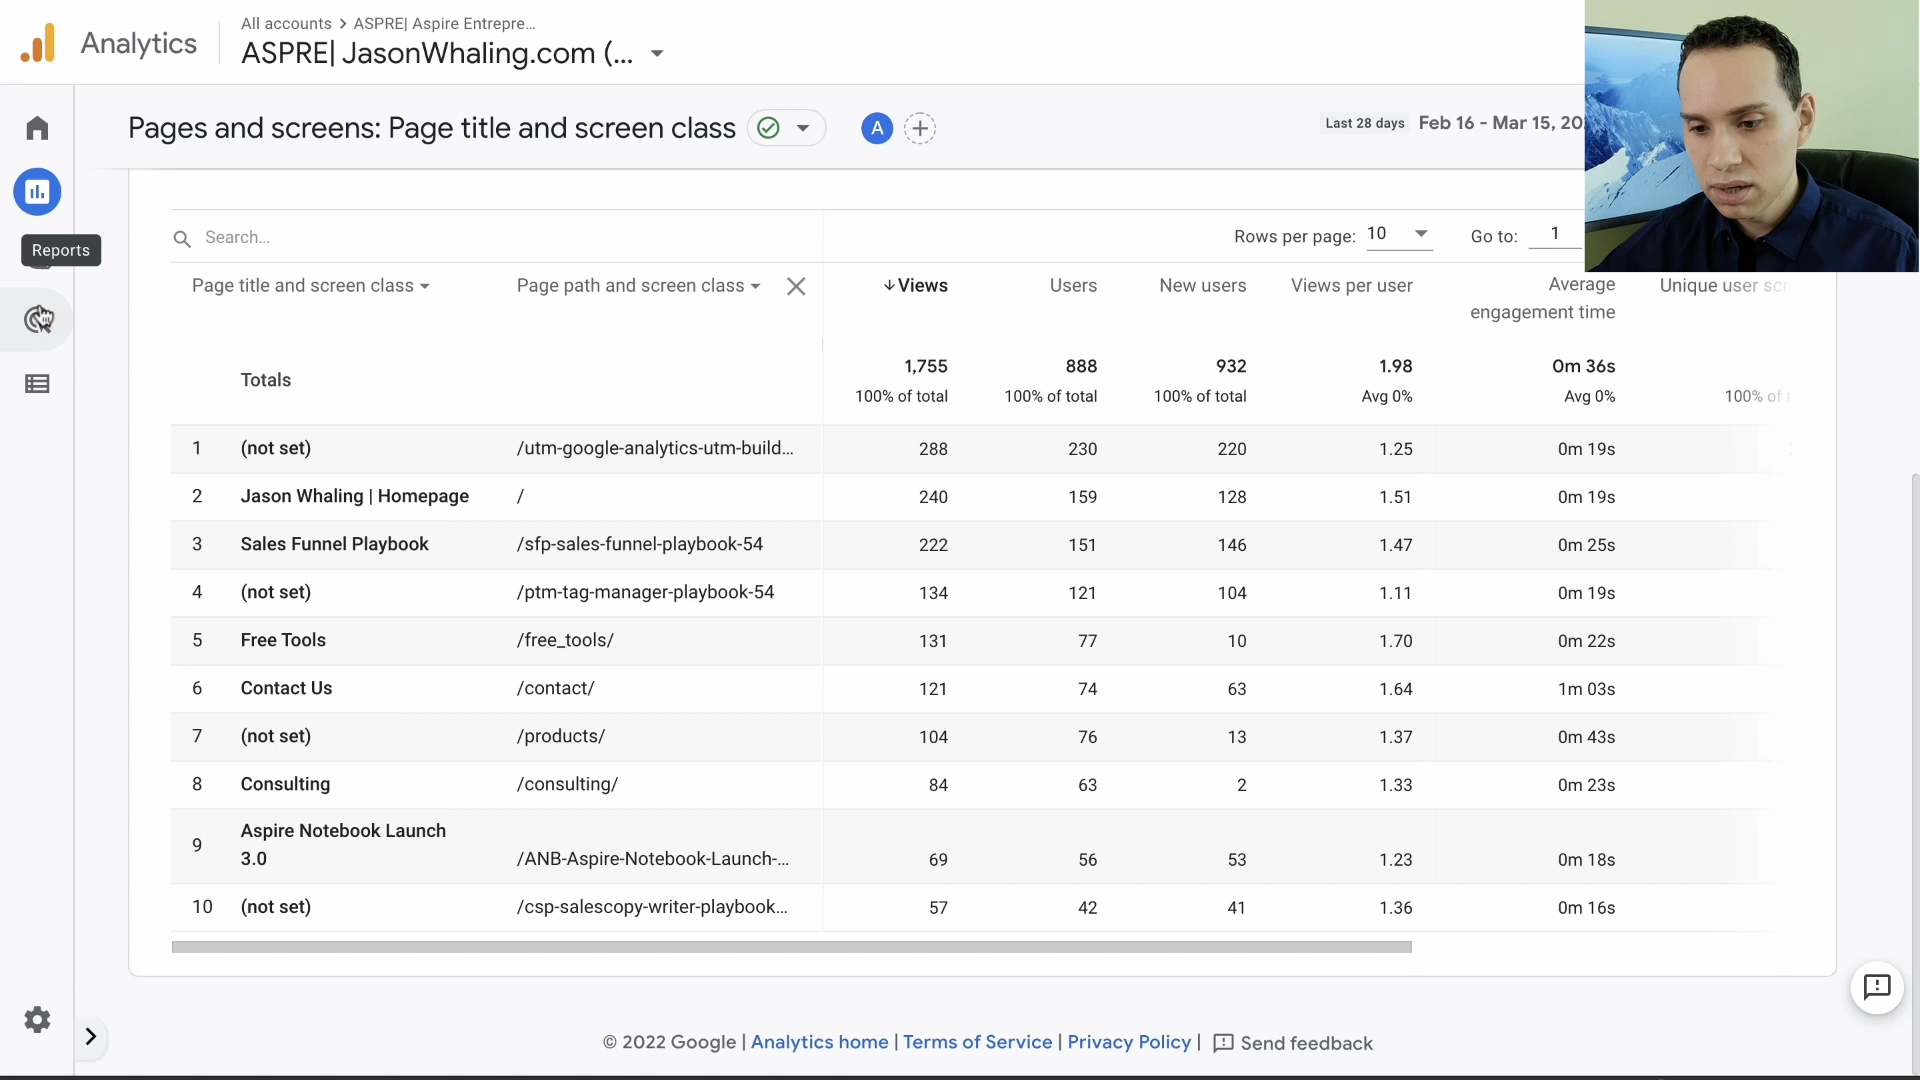 Analytics
All accounts > ASPRE| Aspire Entrepre...
ASPRE| JasonWhaling.com (...
Pages and screens: Page title and screen class
A
Last 28 days Feb 16 - Mar 15, 20
Reports
Search...
Rows per page: 10 Go to: 1
Page title and screen class Page path and screen class ↓Views Users New users Views per user Average engagement time Unique user scr
Totals 1,755 888 932 1.98 0m 36s
100% of total 100% of total 100% of total Avg 0% Avg 0% 100% of t
1 (not set) /utm-google-analytics-utm-build... 288 230 220 1.25 0m 19s
2 Jason Whaling | Homepage / 240 159 128 1.51 0m 19s
3 Sales Funnel Playbook /sfp-sales-funnel-playbook-54 222 151 146 1.47 0m 25s
4 (not set) /ptm-tag-manager-playbook-54 134 121 104 1.11 0m 19s
5 Free Tools /free_tools/ 131 77 10 1.70 0m 22s
6 Contact Us /contact/ 121 74 63 1.64 1m 03s
7 (not set) /products/ 104 76 13 1.37 0m 43s
8 Consulting /consulting/ 84 63 2 1.33 0m 23s
9 Aspire Notebook Launch 3.0 /ANB-Aspire-Notebook-Launch-... 69 56 53 1.23 0m 18s
10 (not set) /csp-salescopy-writer-playbook... 57 42 41 1.36 0m 16s
© 2022 Google | Analytics home | Terms of Service | Privacy Policy | Send feedback